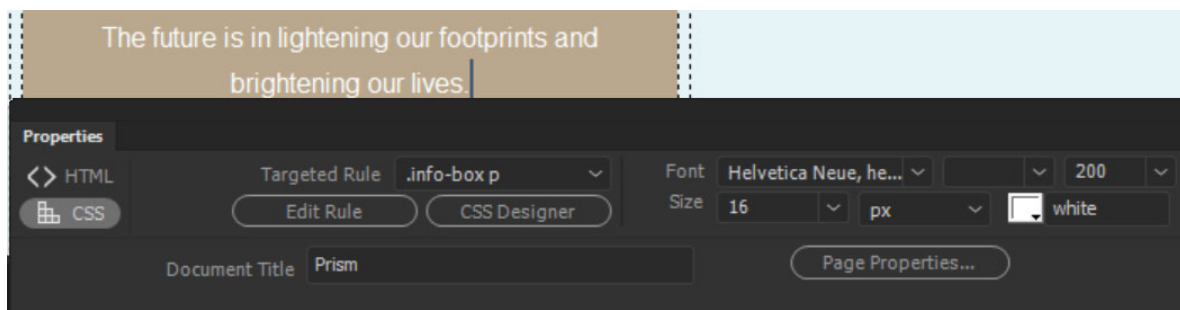 The future is in lightening our footprints and
brightening our lives.
Properties
HTML
Targeted Rule .info-box p
Font Helvetica Neue, he... 200
CSS
Edit Rule CSS Designer
Size 16 px white
Document Title Prism
Page Properties...